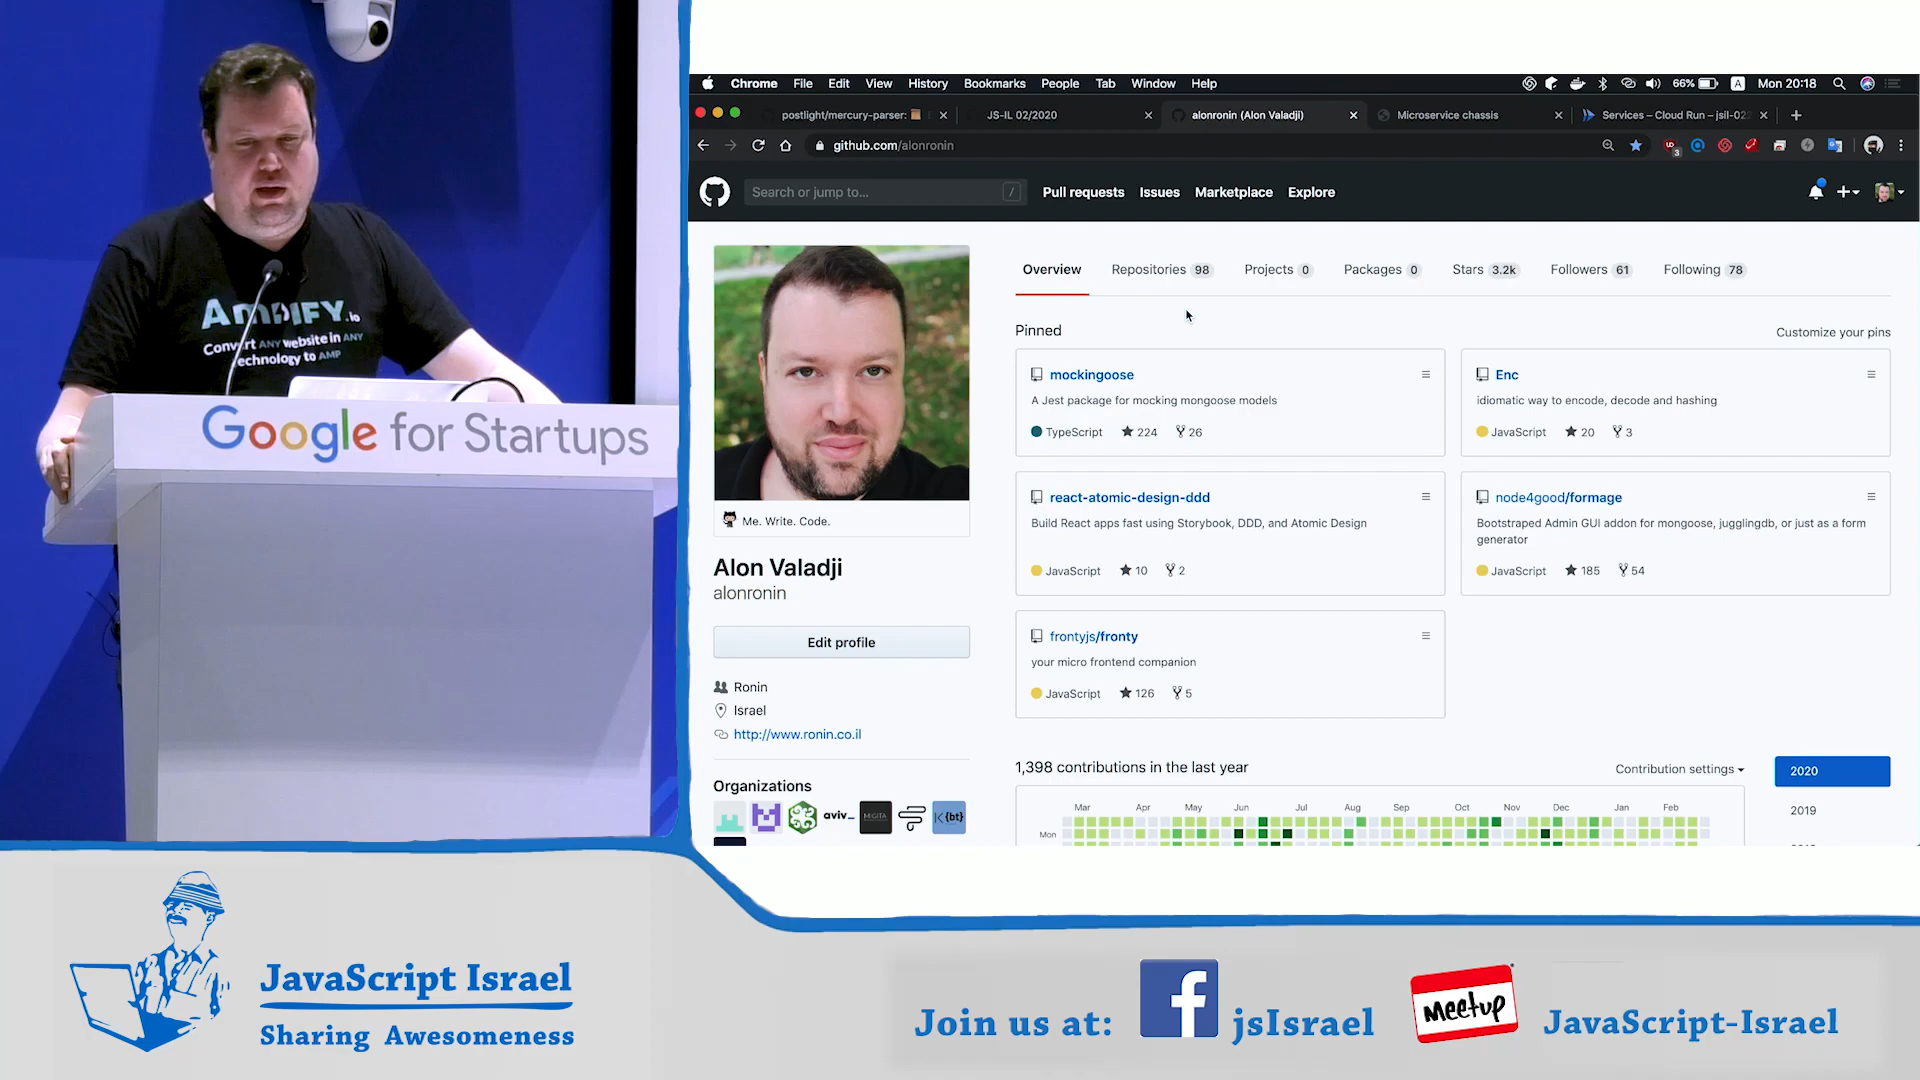 AMPIFY.io
Convert ANY website in ANY
technology to AMP
Google for Startups
Chrome File Edit View History Bookmarks People Tab Window Help
66% A Mon 20:18
postlight/mercury-parser:
JS-IL 02/2020
alonronin (Alon Valadji)
Microservice chassis
Services – Cloud Run – jsil-022
github.com/alonronin
Search or jump to... /
Pull requests Issues Marketplace Explore
Overview Repositories 98 Projects 0 Packages 0 Stars 3.2k Followers 61 Following 78
Pinned
Customize your pins
mockingoose
A Jest package for mocking mongoose models
TypeScript 224 26
Enc
idiomatic way to encode, decode and hashing
JavaScript 20 3
react-atomic-design-ddd
Build React apps fast using Storybook, DDD, and Atomic Design
JavaScript 10 2
node4good/formage
Bootstraped Admin GUI addon for mongoose, jugglingdb, or just as a form
generator
JavaScript 185 54
frontyjs/fronty
your micro frontend companion
JavaScript 126 5
Me. Write. Code.
Alon Valadji
alonronin
Edit profile
Ronin
Israel
http://www.ronin.co.il
Organizations
aviv_
MIGITA
K{bt}
1,398 contributions in the last year
Contribution settings
2020
2019
Mar Apr May Jun Jul Aug Sep Oct Nov Dec Jan Feb
Mon
JavaScript Israel
Sharing Awesomeness
Join us at: f jsIsrael Meetup JavaScript-Israel